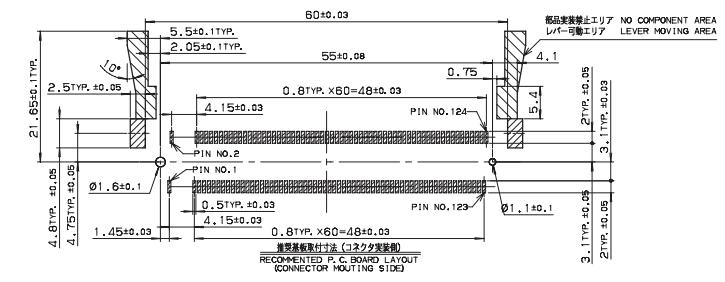 60±0.03
部品実装禁止エリア NO COMPONENT AREA
レバー可動エリア LEVER MOVING AREA
5.5±0.1TYP.
2.05±0.1TYP.
55±0.08
4.1
21.65±0.1TYP.
10°
0.75
2.5TYP.±0.05
0.8TYP.×60=48±0.03
5.4
2TYP.±0.05
3.1TYP.±0.03
4.15±0.03
PIN NO.124
PIN NO.2
PIN NO.1
Ø1.6±0.1
PIN NO.123
Ø1.1±0.1
0.5TYP.±0.03
4.15±0.03
4.8TYP.±0.05
4.75TYP.±0.05
1.45±0.03
0.8TYP.×60=48±0.03
3.1TYP.±0.03
2TYP.±0.05
推奨基板取付寸法(コネクタ実装側)
RECOMMENTED P.C.BOARD LAYOUT
(CONNECTOR MOUTING SIDE)